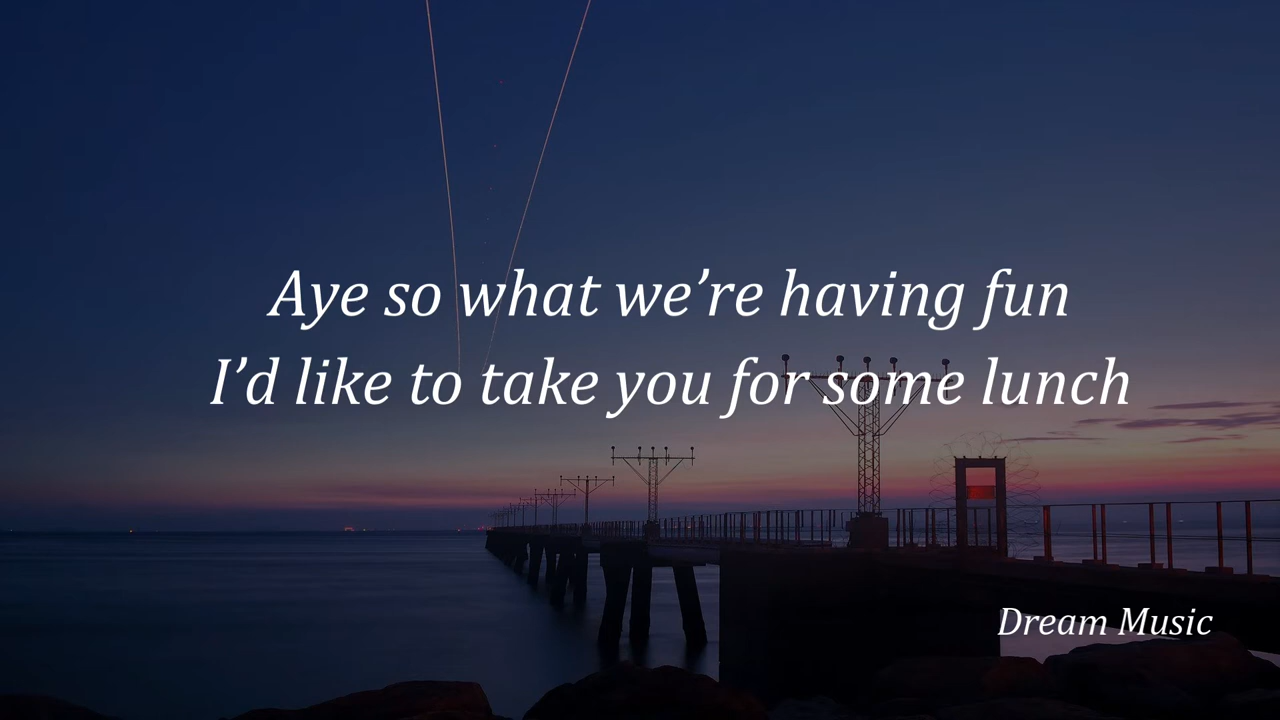 Aye so what we’re having fun
I’d like to take you for some lunch
Dream Music